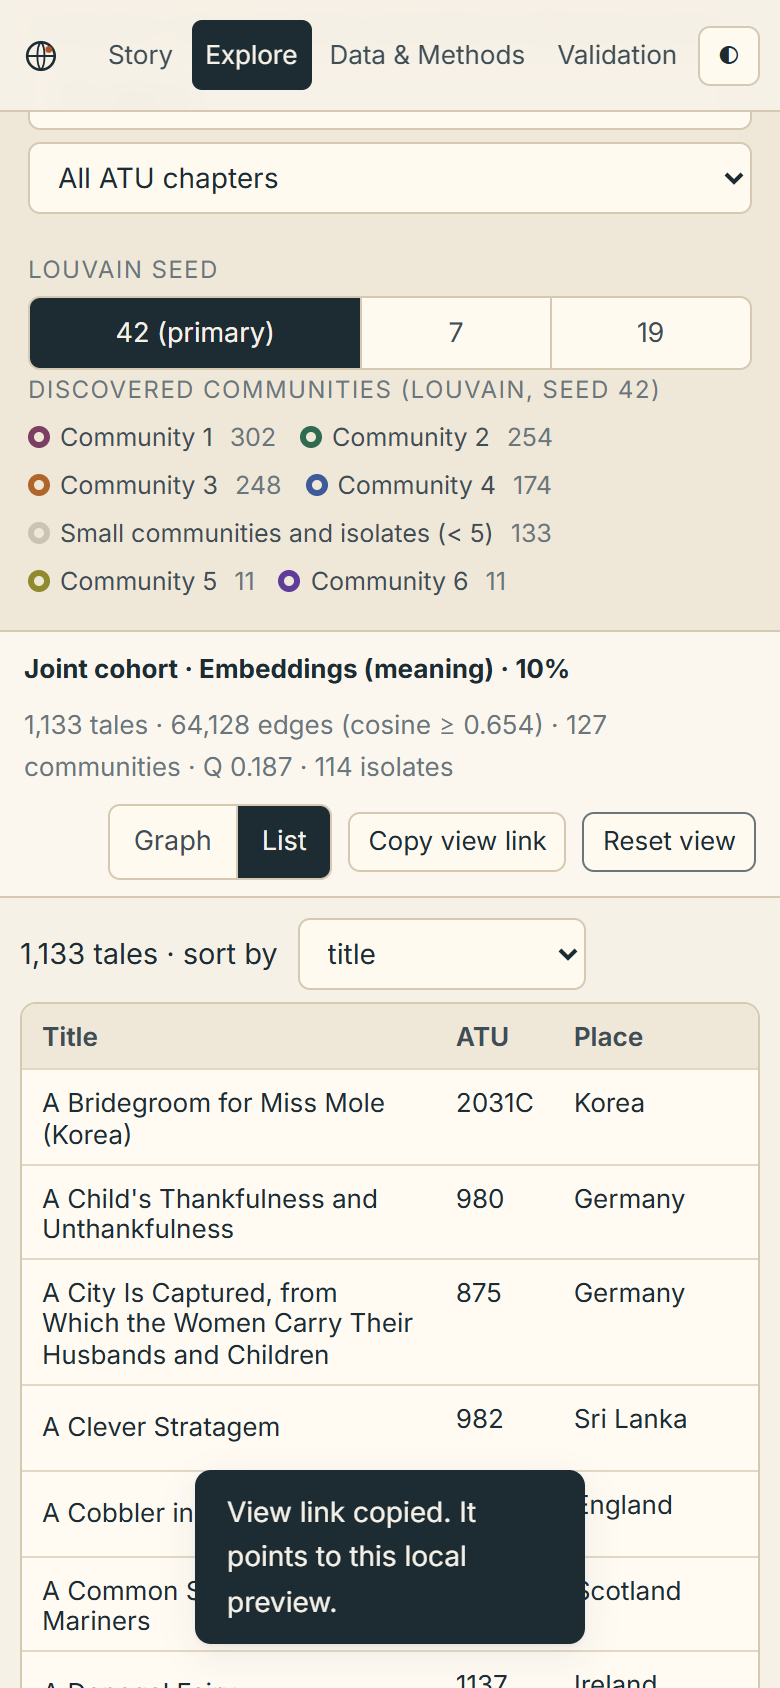 Story Explore Data & Methods Validation
All ATU chapters
LOUVAIN SEED
42 (primary) 7 19
DISCOVERED COMMUNITIES (LOUVAIN, SEED 42)
Community 1 302 Community 2 254
Community 3 248 Community 4 174
Small communities and isolates (< 5) 133
Community 5 11 Community 6 11
Joint cohort · Embeddings (meaning) · 10%
1,133 tales · 64,128 edges (cosine ≥ 0.654) · 127
communities · Q 0.187 · 114 isolates
Graph List Copy view link Reset view
1,133 tales · sort by title
Title ATU Place
A Bridegroom for Miss Mole 2031C Korea
(Korea)
A Child's Thankfulness and 980 Germany
Unthankfulness
A City Is Captured, from 875 Germany
Which the Women Carry Their
Husbands and Children
A Clever Stratagem 982 Sri Lanka
A Cobbler in England
A Common Scotland
Mariners
View link copied. It
points to this local
preview.
A Donegal Fairy 1137 Ireland